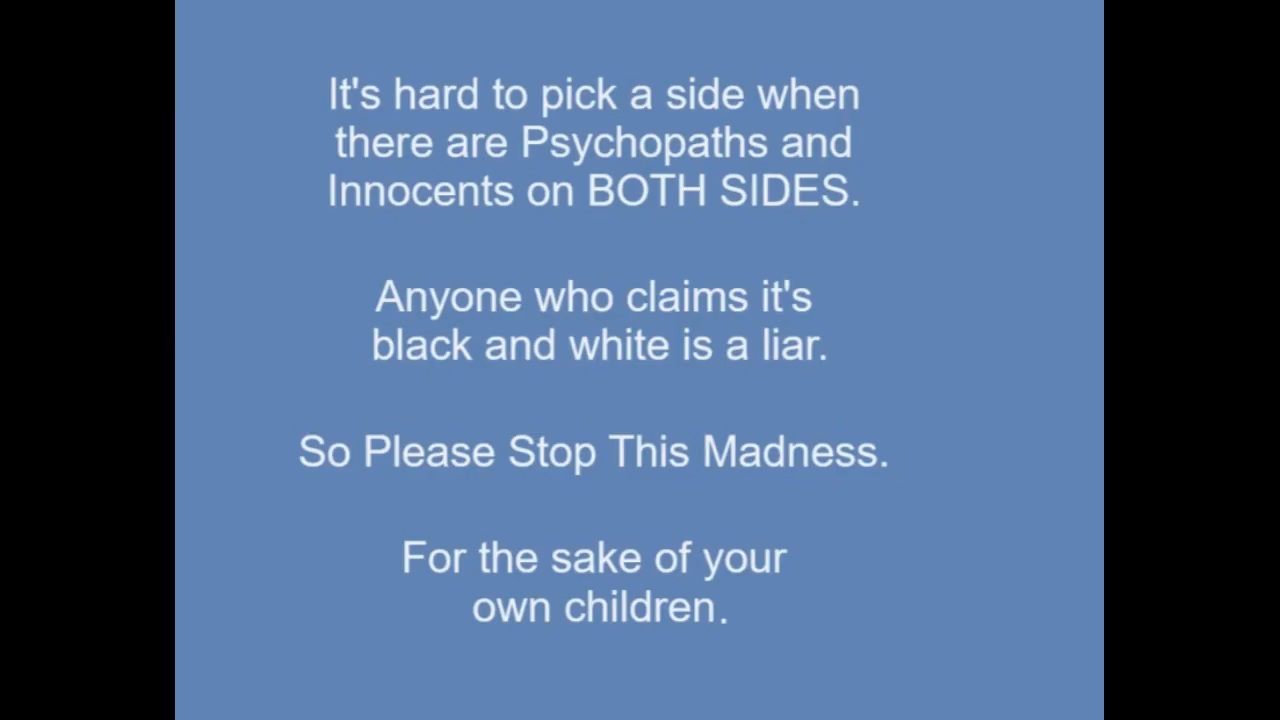 It's hard to pick a side when
there are Psychopaths and
Innocents on BOTH SIDES.
Anyone who claims it's
black and white is a liar.
So Please Stop This Madness.
For the sake of your
own children.